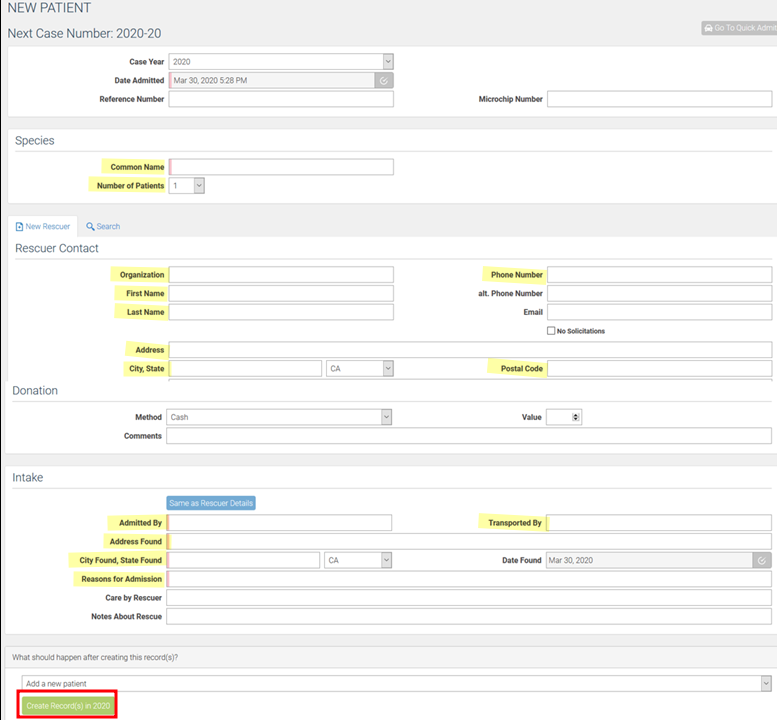 NEW PATIENT
Next Case Number: 2020-20
Go To Quick Admit
Case Year 2020
Date Admitted Mar 30, 2020 5:28 PM
Reference Number Microchip Number
Species
Common Name
Number of Patients 1
New Rescuer Search
Rescuer Contact
Organization Phone Number
First Name alt. Phone Number
Last Name Email
No Solicitations
Address
City, State CA Postal Code
Donation
Method Cash Value
Comments
Intake
Same as Rescuer Details
Admitted By Transported By
Address Found
City Found, State Found CA Date Found Mar 30, 2020
Reasons for Admission
Care by Rescuer
Notes About Rescue
What should happen after creating this record(s)?
Add a new patient
Create Record(s) in 2020